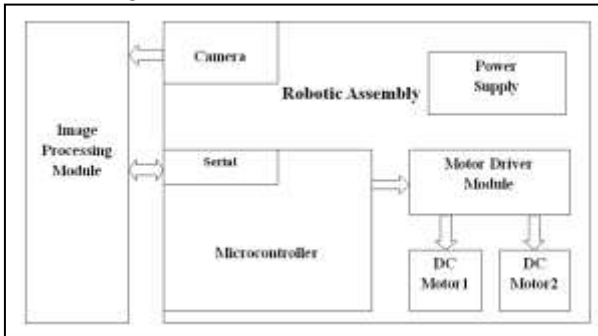 Camera
Robotic Assembly
Power
Supply
Image
Processing
Module
Serial
Microcontroller
Motor Driver
Module
DC
Motor1
DC
Motor2